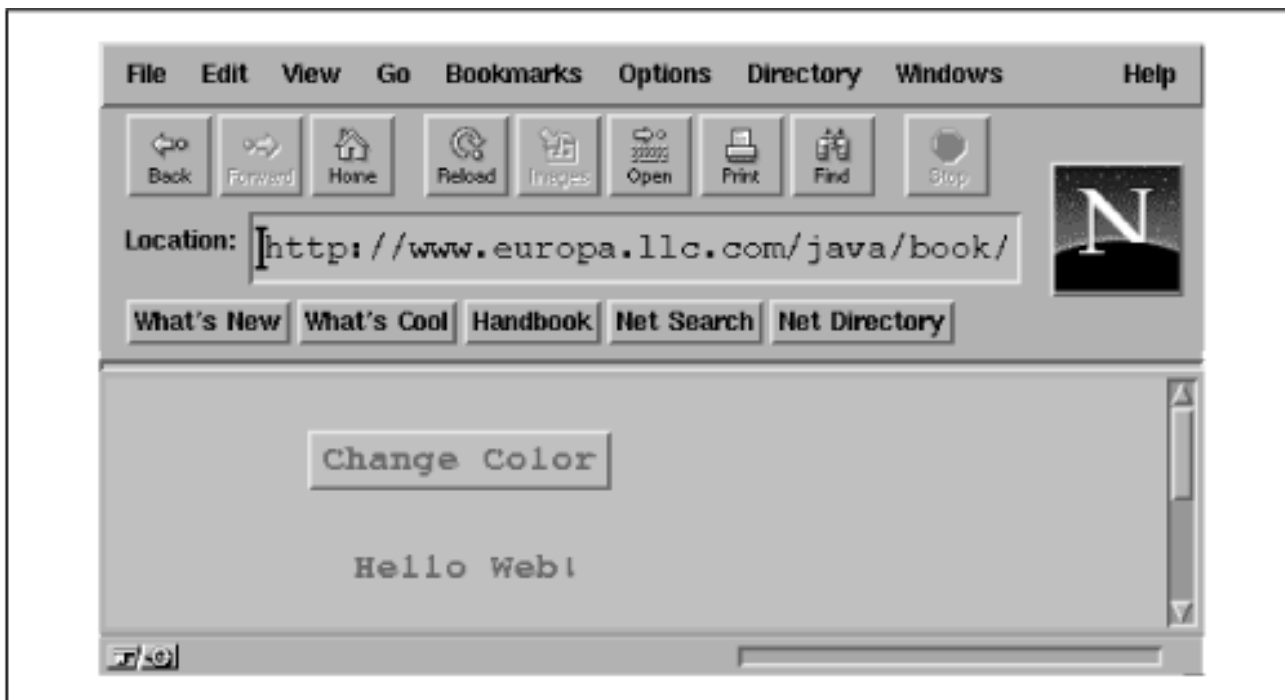 File Edit View Go Bookmarks Options Directory Windows Help
Back Forward Home Reload Images Open Print Find Stop
Location: http://www.europa.llc.com/java/book/
N
What's New What's Cool Handbook Net Search Net Directory
Change Color
Hello Web!